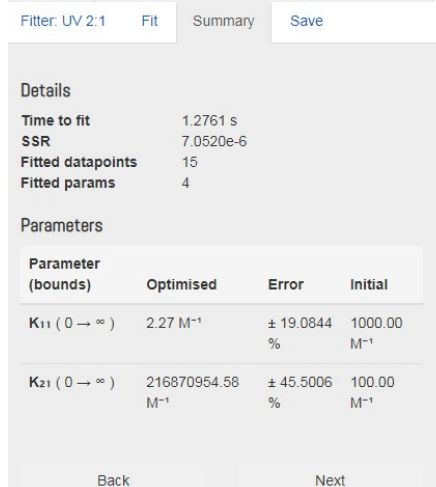 Fitter: UV 2:1 Fit Summary Save
Details
Time to fit 1.2761 s
SSR 7.0520e-6
Fitted datapoints 15
Fitted params 4
Parameters
Parameter
(bounds) Optimised Error Initial
K₁₁ ( 0 → ∞ ) 2.27 M⁻¹ ± 19.0844 1000.00
% M⁻¹
K₂₁ ( 0 → ∞ ) 216870954.58 ± 45.5006 100.00
M⁻¹ % M⁻¹
Back Next